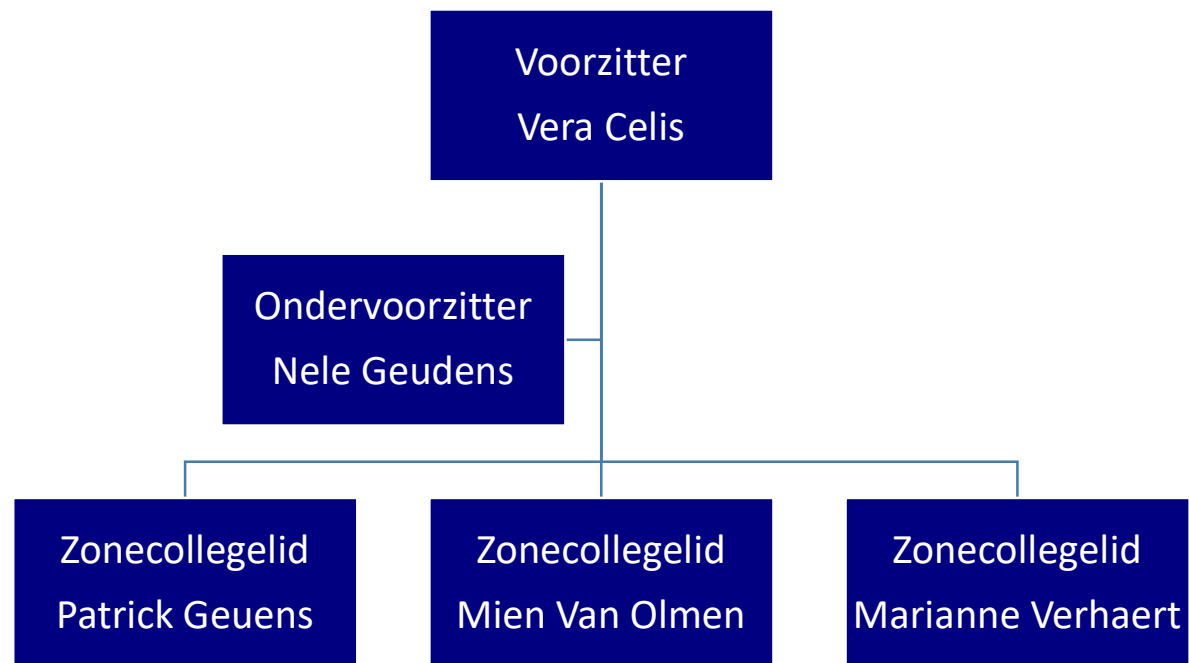 Voorzitter
Vera Celis
Ondervoorzitter
Nele Geudens
Zonecollegelid
Patrick Geuens
Zonecollegelid
Mien Van Olmen
Zonecollegelid
Marianne Verhaert